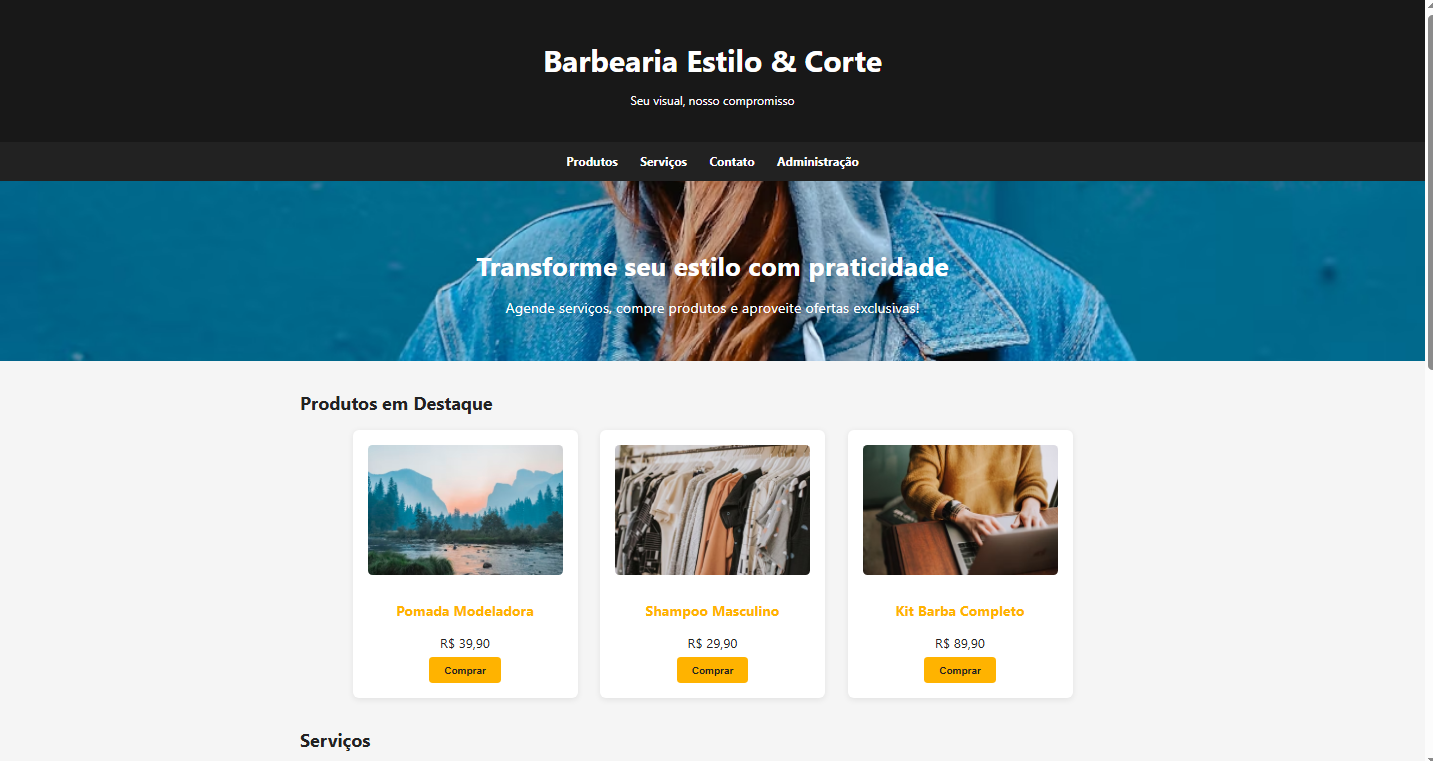 Barbearia Estilo & Corte
Seu visual, nosso compromisso
Produtos Serviços Contato Administração
Transforme seu estilo com praticidade
Agende serviços, compre produtos e aproveite ofertas exclusivas!
Produtos em Destaque
Pomada Modeladora
R$ 39,90
Comprar
Shampoo Masculino
R$ 29,90
Comprar
Kit Barba Completo
R$ 89,90
Comprar
Serviços